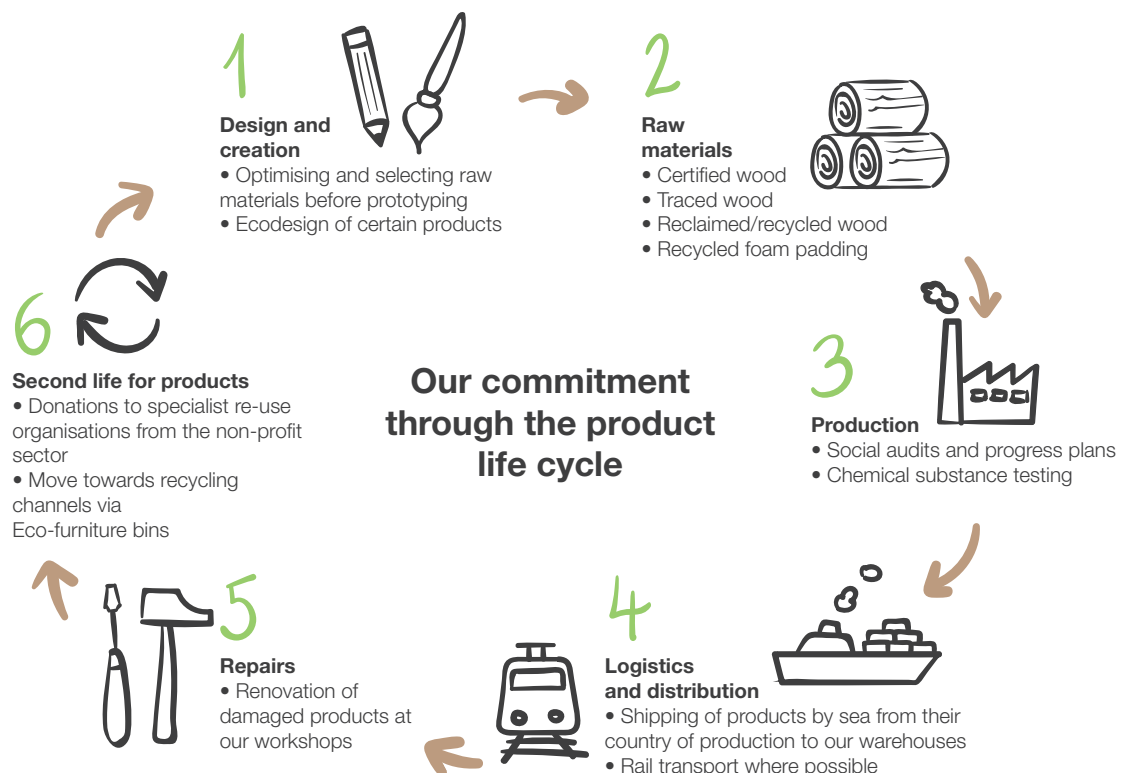 1
Design and
creation
• Optimising and selecting raw
materials before prototyping
• Ecodesign of certain products
2
Raw
materials
• Certified wood
• Traced wood
• Reclaimed/recycled wood
• Recycled foam padding
3
Production
• Social audits and progress plans
• Chemical substance testing
Our commitment
through the product
life cycle
4
Logistics
and distribution
• Shipping of products by sea from their
country of production to our warehouses
• Rail transport where possible
5
Repairs
• Renovation of
damaged products at
our workshops
6
Second life for products
• Donations to specialist re-use
organisations from the non-profit
sector
• Move towards recycling
channels via
Eco-furniture bins